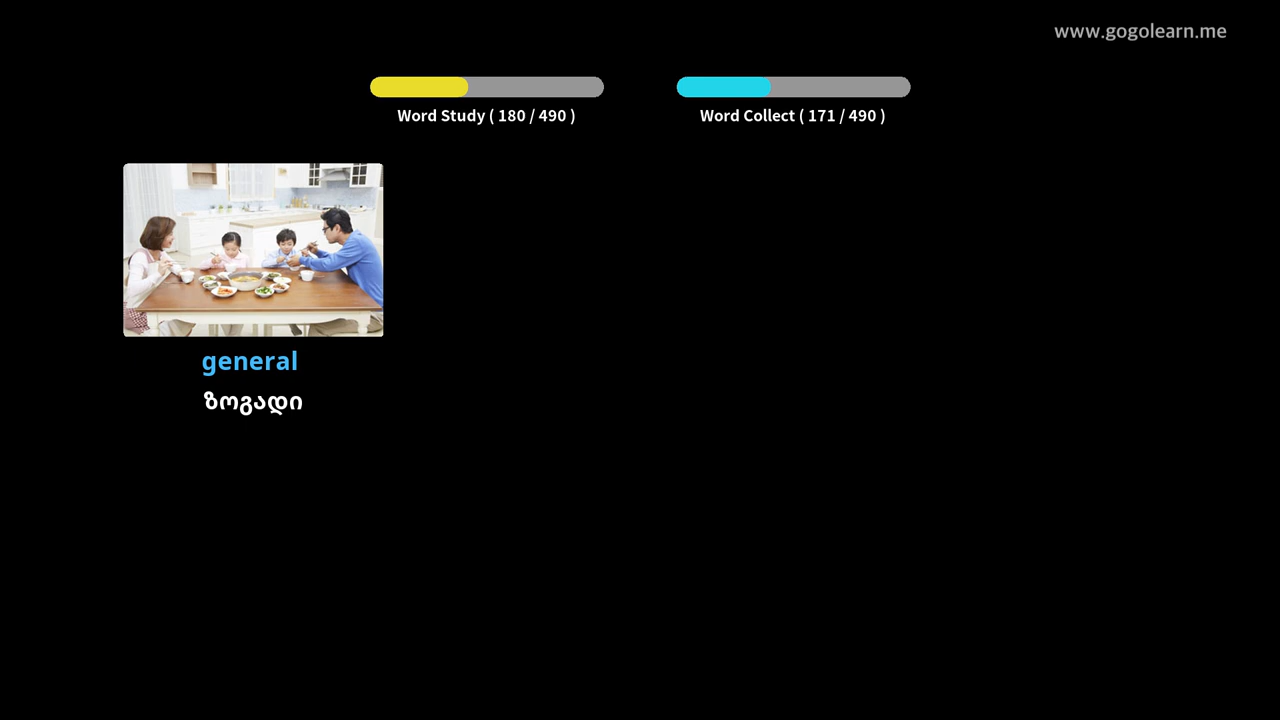 www.gogolearn.me
Word Study ( 180 / 490 )
Word Collect ( 171 / 490 )
general
ზოგადი